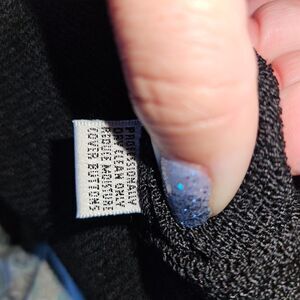 PROFESSIONALLY
DRY CLEAN ONLY
REDUCE MOISTURE
COVER BUTTONS